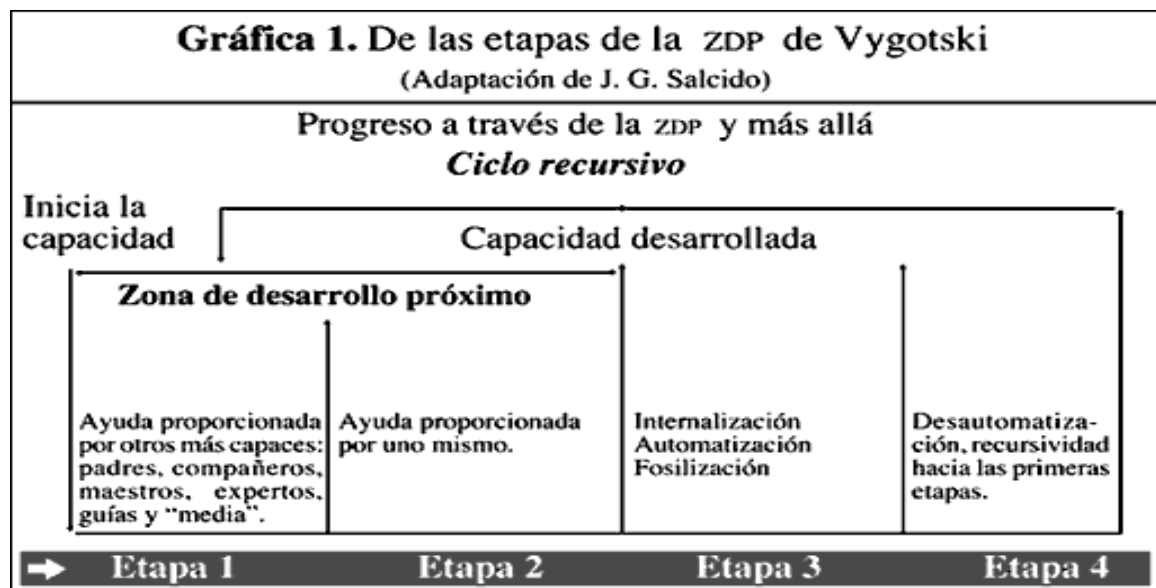 Gráfica 1. De las etapas de la ZDP de Vygotski
(Adaptación de J. G. Salcido)
Progreso a través de la ZDP y más allá
Ciclo recursivo
Inicia la
capacidad
Capacidad desarrollada
Zona de desarrollo próximo
Ayuda proporcionada
por otros más capaces:
padres, compañeros,
maestros, expertos,
guías y “media”.
Ayuda proporcionada
por uno mismo.
Internalización
Automatización
Fosilización
Desautomatiza-
ción, recursividad
hacia las primeras
etapas.
Etapa 1
Etapa 2
Etapa 3
Etapa 4